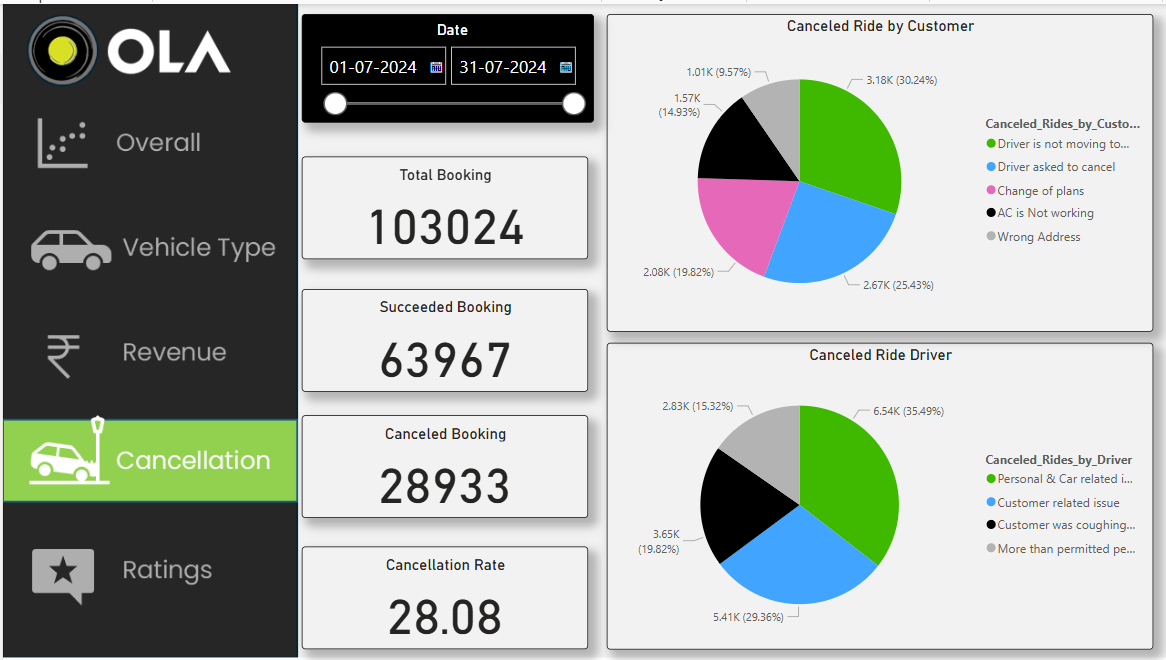 OLA
Overall
Vehicle Type
Revenue
Cancellation
Ratings
Date
01-07-2024
31-07-2024
Total Booking
103024
Succeeded Booking
63967
Canceled Booking
28933
Cancellation Rate
28.08
Canceled Ride by Customer
1.01K (9.57%)
3.18K (30.24%)
1.57K
(14.93%)
2.08K (19.82%)
2.67K (25.43%)
Canceled_Rides_by_Custo...
Driver is not moving to...
Driver asked to cancel
Change of plans
AC is Not working
Wrong Address
Canceled Ride Driver
2.83K (15.32%)
6.54K (35.49%)
3.65K
(19.82%)
5.41K (29.36%)
Canceled_Rides_by_Driver
Personal & Car related i...
Customer related issue
Customer was coughing...
More than permitted pe...